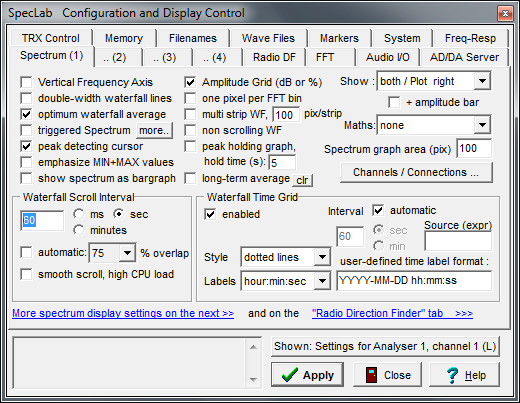 SpecLab Configuration and Display Control
TRX Control Memory Filenames Wave Files Markers System Freq-Resp
Spectrum (1) .. (2) .. (3) .. (4) Radio DF FFT Audio I/O AD/DA Server
Vertical Frequency Axis Amplitude Grid (dB or %) Show : both / Plot right
double-width waterfall lines one pixel per FFT bin + amplitude bar
optimum waterfall average multi strip WF, 100 pix/strip
triggered Spectrum more.. non scrolling WF Maths: none
peak detecting cursor peak holding graph, Spectrum graph area (pix) 100
emphasize MIN+MAX values hold time (s): 5
show spectrum as bargraph long-term average clr Channels / Connections ...
Waterfall Scroll Interval Waterfall Time Grid
60 ms sec enabled Interval automatic
minutes 60 sec Source (expr)
min
automatic: 75 % overlap Style dotted lines user-defined time label format :
smooth scroll, high CPU load Labels hour:min:sec YYYY-MM-DD hh:mm:ss
More spectrum display settings on the next >> and on the "Radio Direction Finder" tab >>>
Shown: Settings for Analyser 1, channel 1 (L)
Apply Close Help